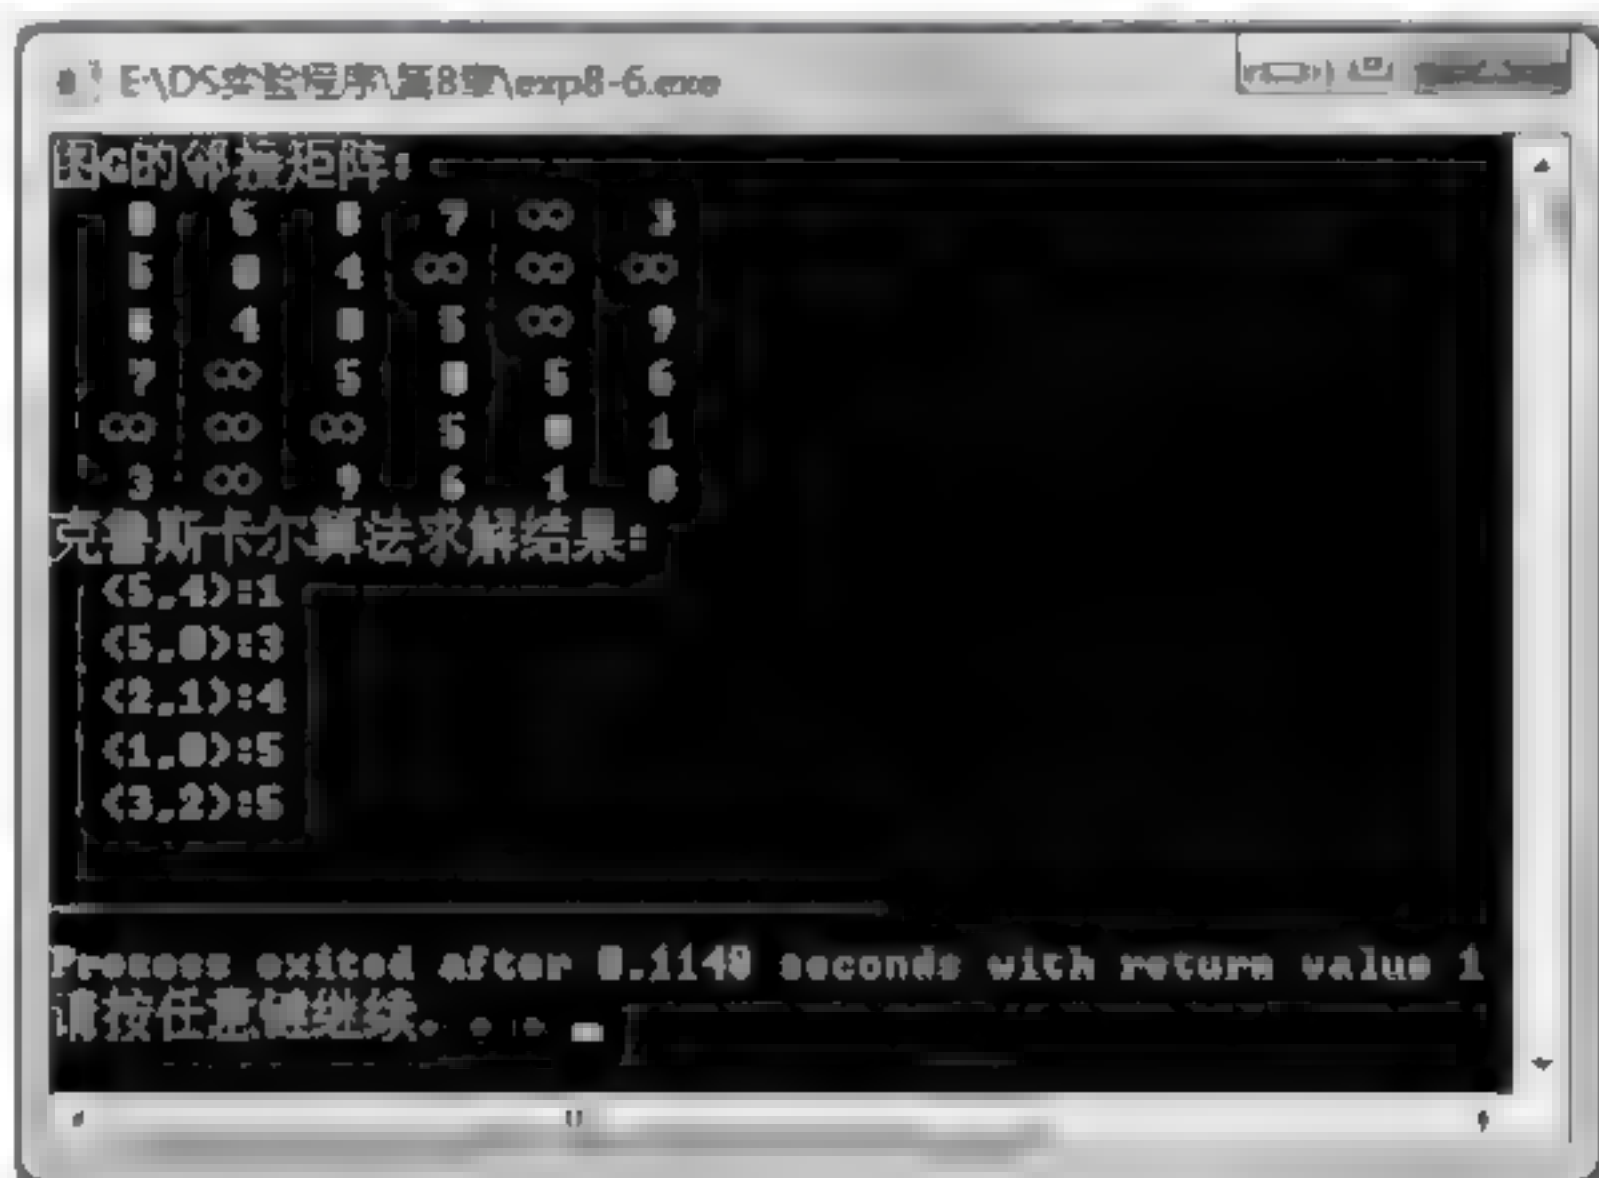 E:\DS实验程序\第8章\exp8-6.exe
图G的邻接矩阵:
0 5 8 7 ∞ 3
5 0 4 ∞ ∞ ∞
8 4 0 5 ∞ 9
7 ∞ 5 0 5 6
∞ ∞ ∞ 5 0 1
3 ∞ 9 6 1 0
克鲁斯卡尔算法求解结果:
(5,4):1
(5,0):3
(2,1):4
(1,0):5
(3,2):5
Process exited after 0.1140 seconds with return value 1
请按任意键继续. . .